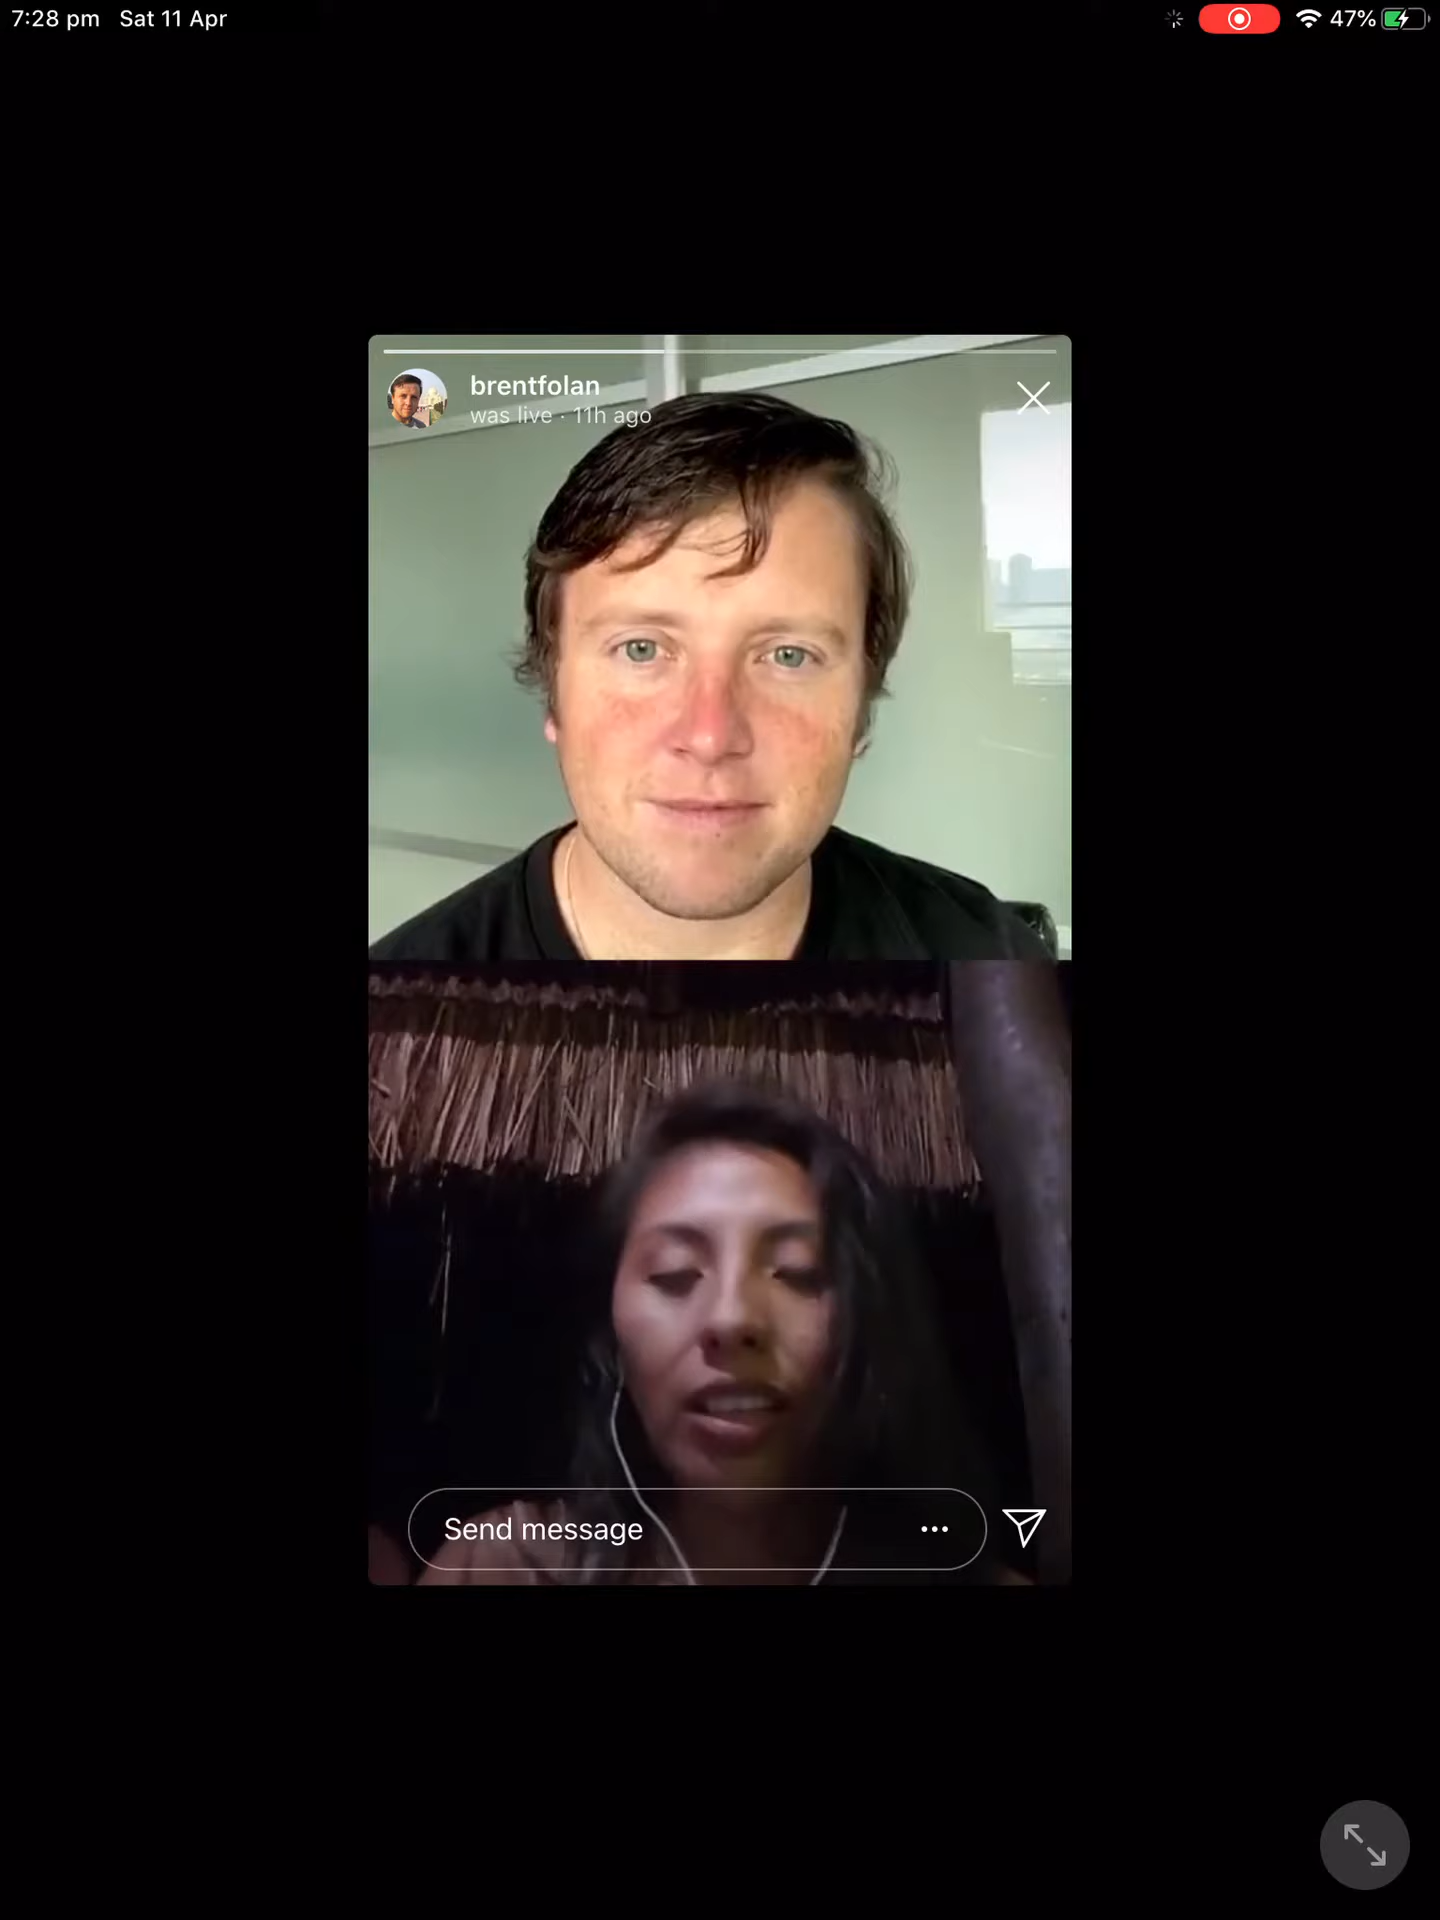 7:28 pm Sat 11 Apr
47%
brentfolan
was live · 11h ago
Send message